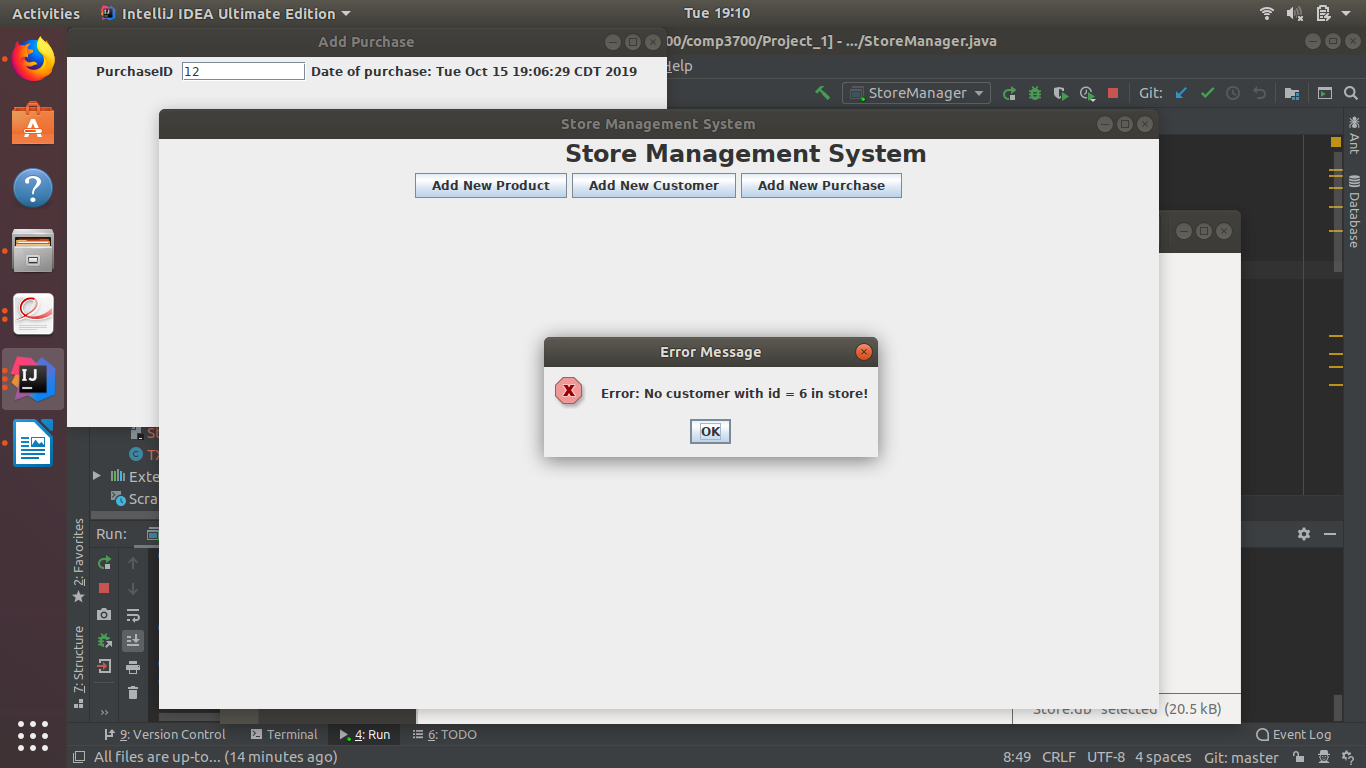 Activities
IntelliJ IDEA Ultimate Edition
Tue 19:10
Add Purchase
00/comp3700/Project_1] - .../StoreManager.java
PurchaseID 12 Date of purchase: Tue Oct 15 19:06:29 CDT 2019
Help
StoreManager
Git:
Store Management System
Store Management System
Add New Product Add New Customer Add New Purchase
Ant
Database
Error Message
Error: No customer with id = 6 in store!
OK
St
TX
Exte
Scra
Run:
2: Favorites
7: Structure
"Store.db" selected (20.5 kB)
9: Version Control Terminal 4: Run 6: TODO Event Log
All files are up-to... (14 minutes ago) 8:49 CRLF UTF-8 4 spaces Git: master